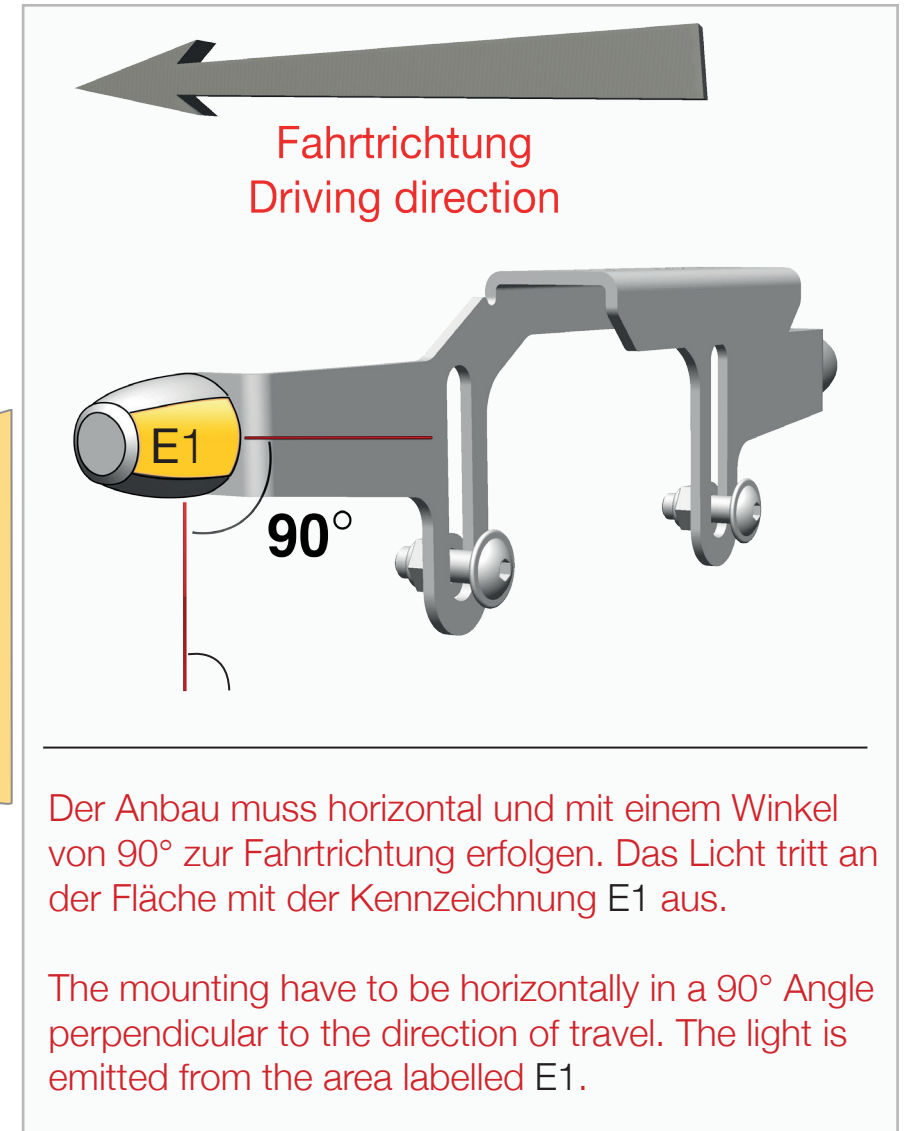 Fahrtrichtung
Driving direction
E1
90°
Der Anbau muss horizontal und mit einem Winkel
von 90° zur Fahrtrichtung erfolgen. Das Licht tritt an
der Fläche mit der Kennzeichnung E1 aus.
The mounting have to be horizontally in a 90° Angle
perpendicular to the direction of travel. The light is
emitted from the area labelled E1.